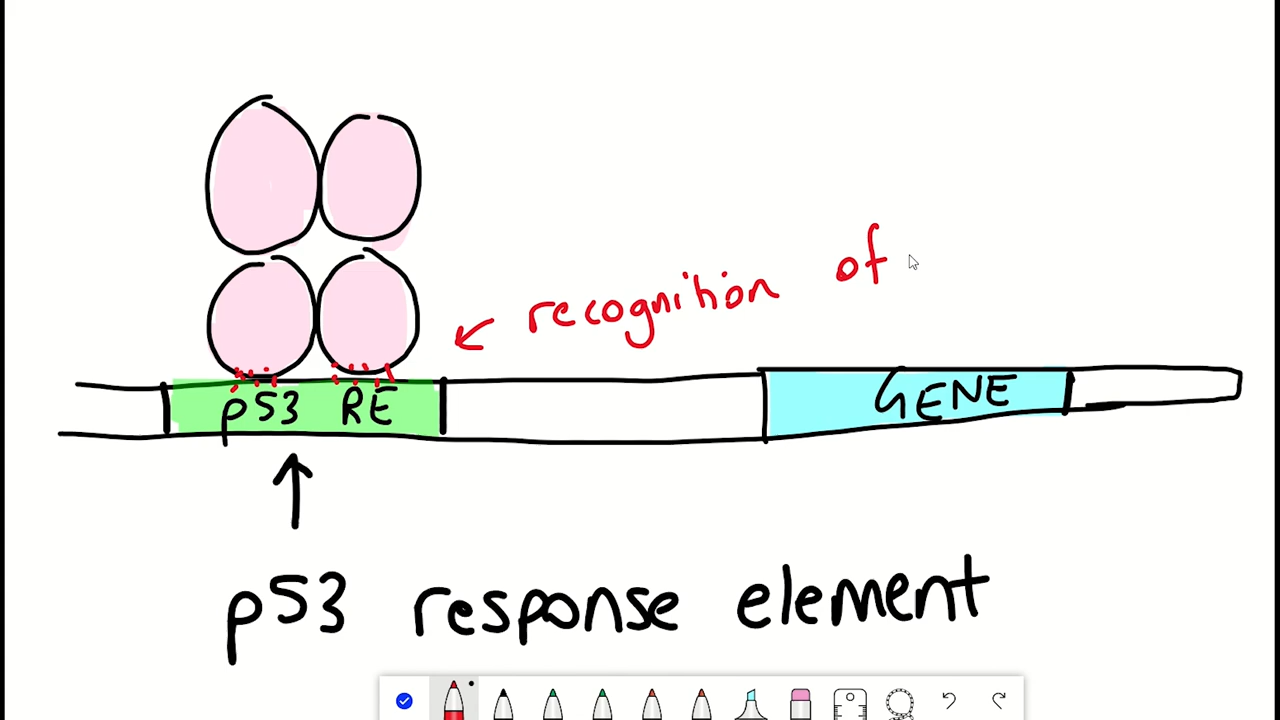 recognition of
p53 RE
GENE
p53 response element